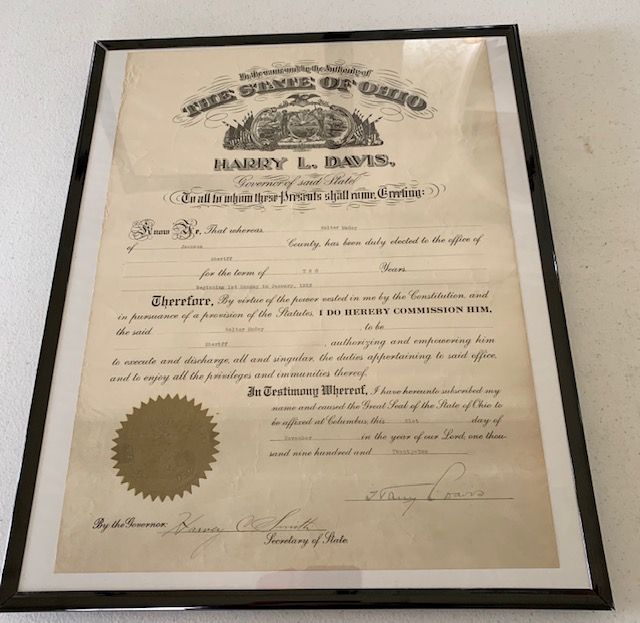 In the name and by the Authority of
THE STATE OF OHIO
HARRY L. DAVIS,
Governor of said State
To all to whom these Presents shall come, Greeting:
Know Ye, That whereas, Walter McCoy
of Jackson County, has been duly elected to the office of
Sheriff
for the term of TWO Years.
Beginning 1st Monday in January, 1923
Therefore, By virtue of the power vested in me by the Constitution, and
in pursuance of a provision of the Statutes, I DO HEREBY COMMISSION HIM,
the said Walter , to be
Sheriff , authorizing and empowering him
to execute and discharge, all and singular, the duties appertaining to said office,
and to enjoy all the privileges and immunities thereof.
In Testimony Whereof, I have hereunto subscribed my
name and caused the Great Seal of the State of Ohio to
be affixed at Columbus, this 21st day of
November in the year of our Lord, one thou-
sand nine hundred and Twenty-two
Harry L Davis
By the Governor: Harvey C. Smith
Secretary of State.